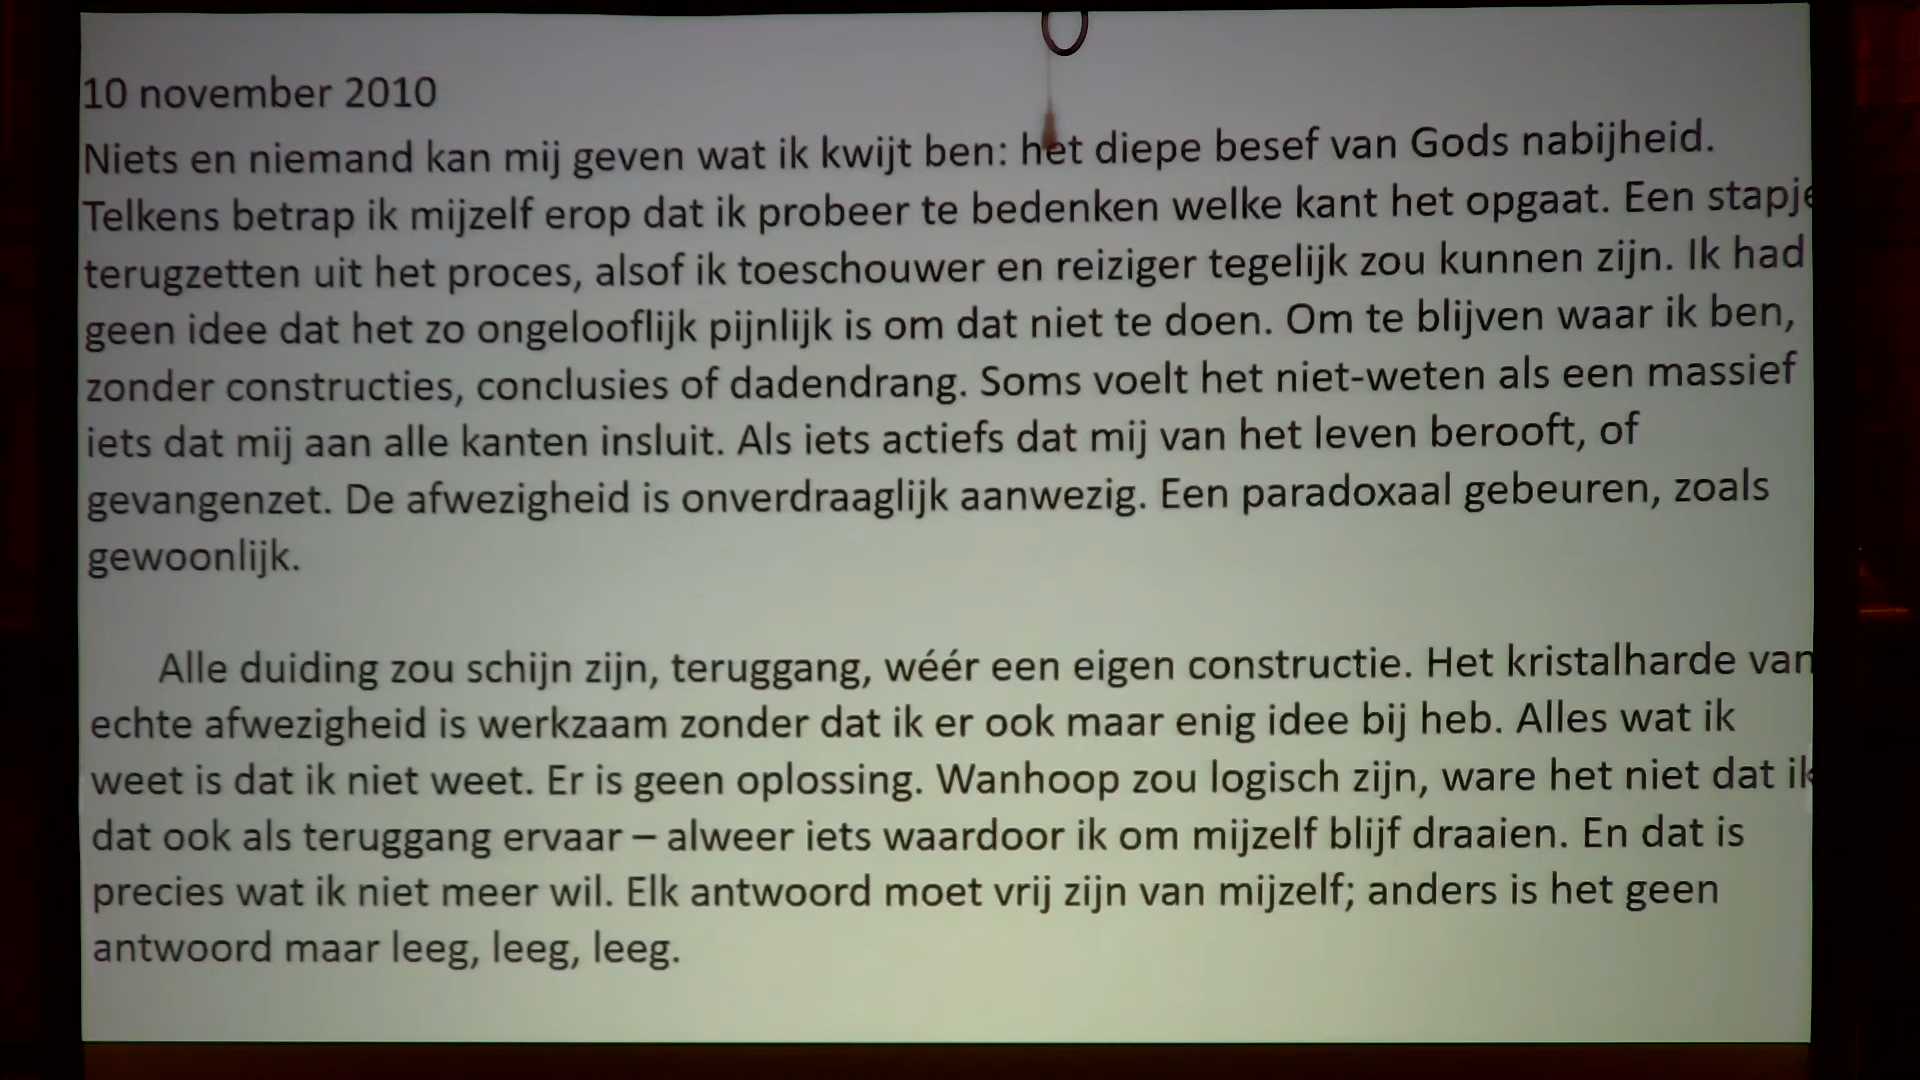 10 november 2010
Niets en niemand kan mij geven wat ik kwijt ben: het diepe besef van Gods nabijheid.
Telkens betrap ik mijzelf erop dat ik probeer te bedenken welke kant het opgaat. Een stapje
terugzetten uit het proces, alsof ik toeschouwer en reiziger tegelijk zou kunnen zijn. Ik had
geen idee dat het zo ongelooflijk pijnlijk is om dat niet te doen. Om te blijven waar ik ben,
zonder constructies, conclusies of dadendrang. Soms voelt het niet-weten als een massief
iets dat mij aan alle kanten insluit. Als iets actiefs dat mij van het leven berooft, of
gevangenzet. De afwezigheid is onverdraaglijk aanwezig. Een paradoxaal gebeuren, zoals
gewoonlijk.
Alle duiding zou schijn zijn, teruggang, wéér een eigen constructie. Het kristalharde van
echte afwezigheid is werkzaam zonder dat ik er ook maar enig idee bij heb. Alles wat ik
weet is dat ik niet weet. Er is geen oplossing. Wanhoop zou logisch zijn, ware het niet dat ik
dat ook als teruggang ervaar – alweer iets waardoor ik om mijzelf blijf draaien. En dat is
precies wat ik niet meer wil. Elk antwoord moet vrij zijn van mijzelf; anders is het geen
antwoord maar leeg, leeg, leeg.